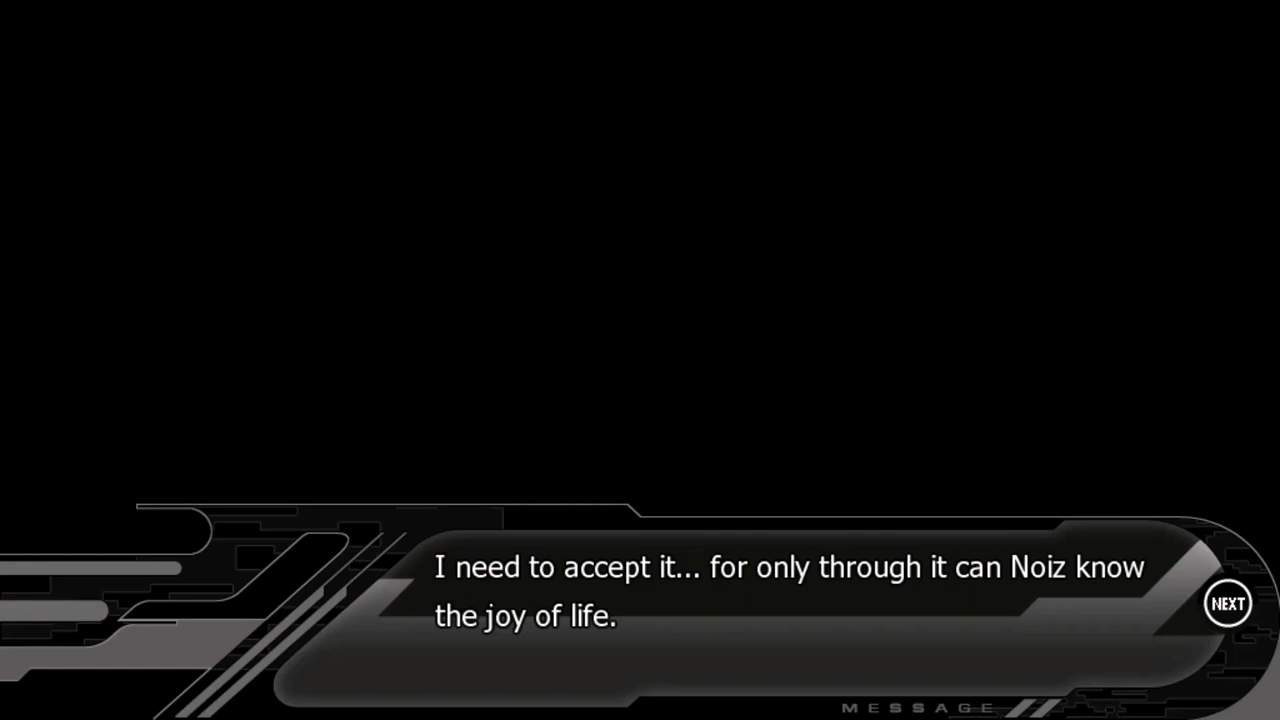 I need to accept it... for only through it can Noiz know
the joy of life.
NEXT
MESSAGE